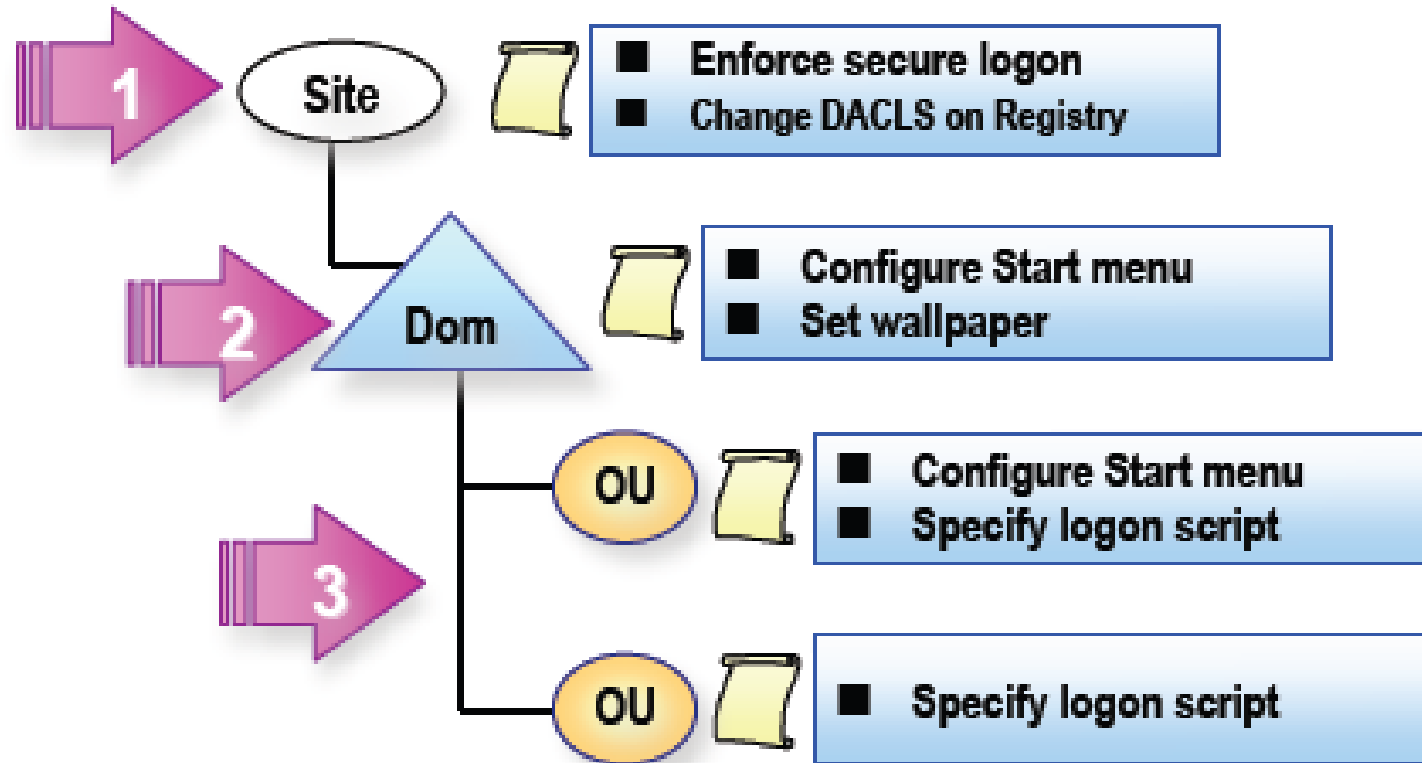 1
Site
■ Enforce secure logon
■ Change DACLS on Registry
2
Dom
■ Configure Start menu
■ Set wallpaper
OU
■ Configure Start menu
■ Specify logon script
3
OU
■ Specify logon script